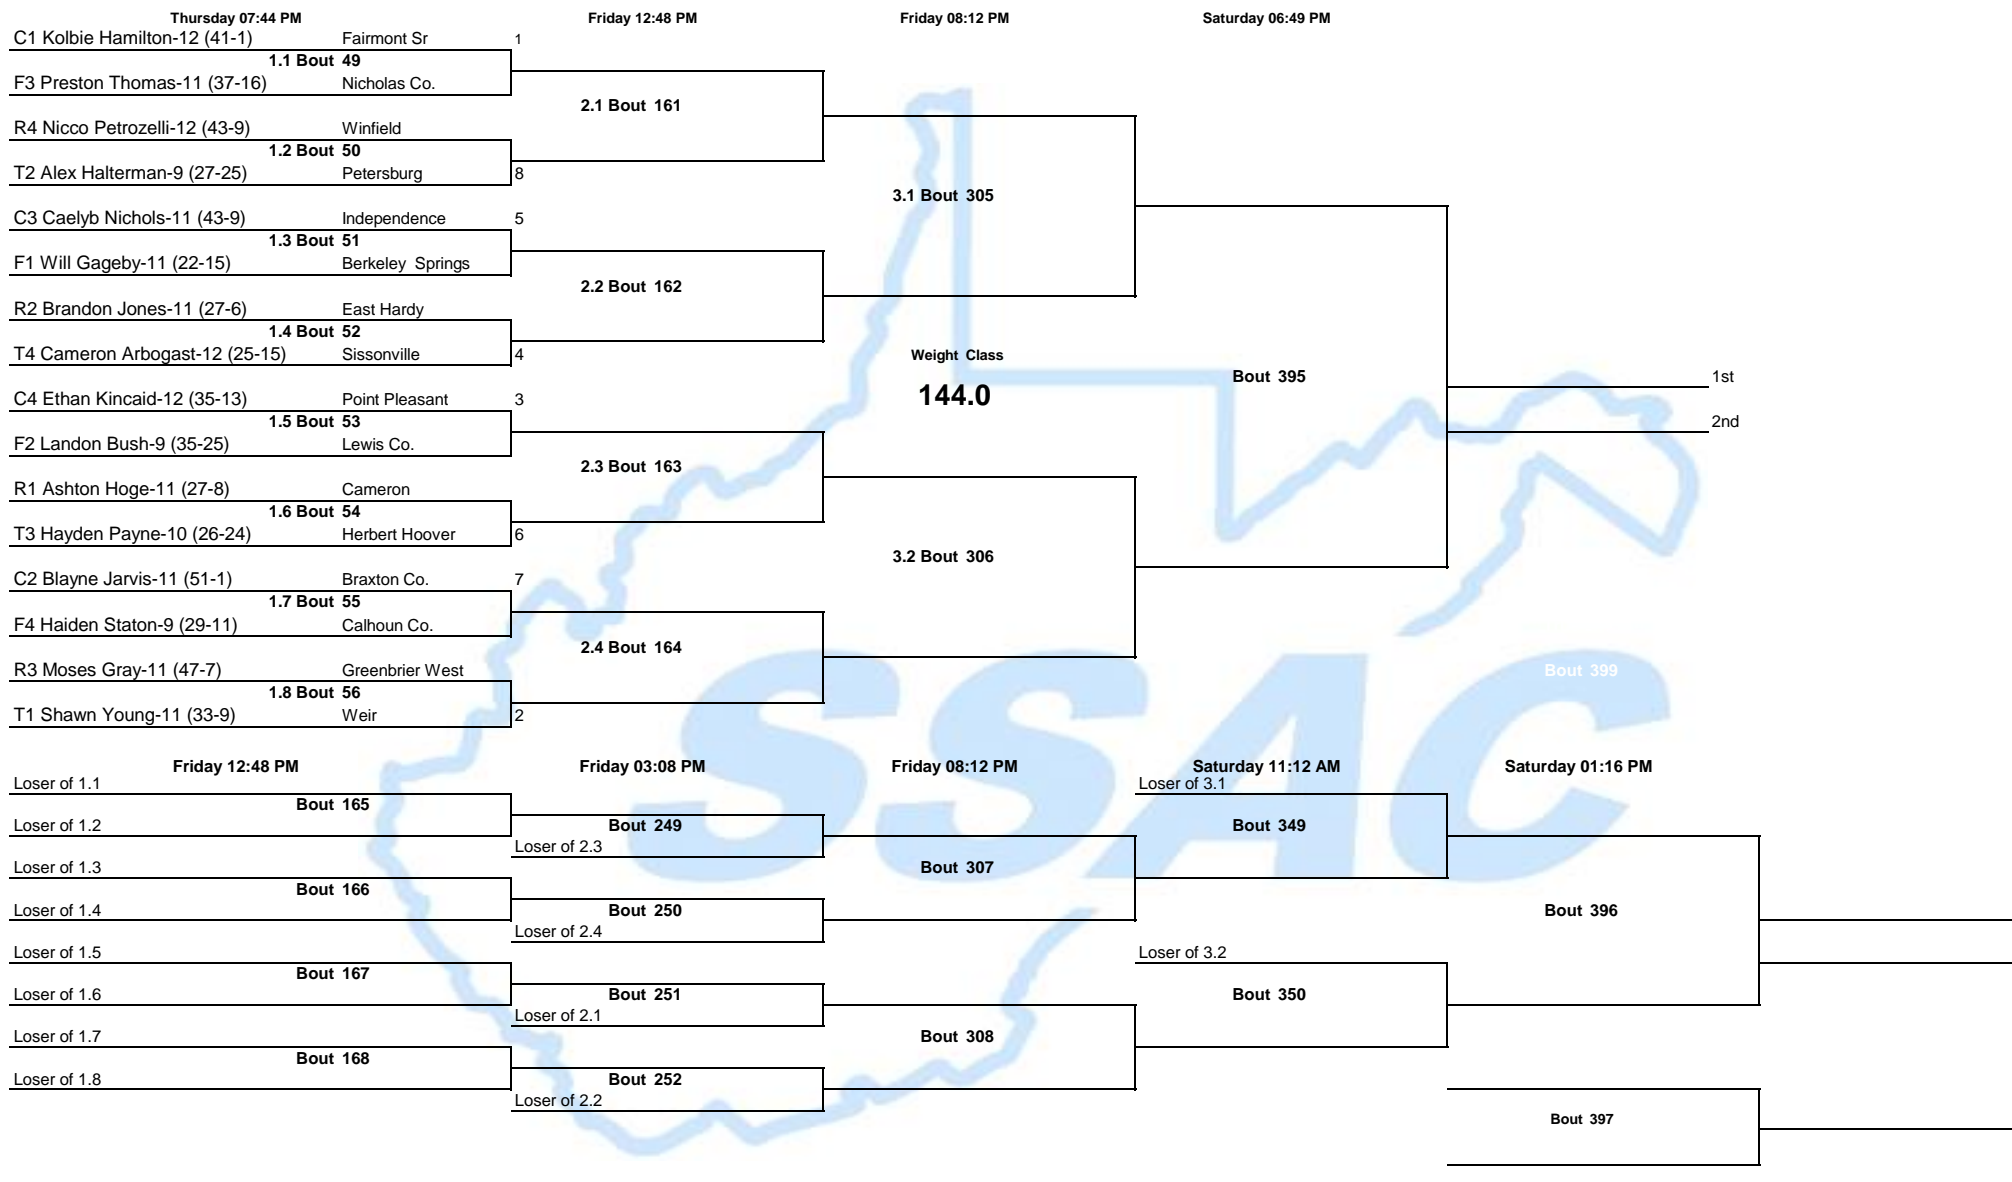 Thursday 07:44 PM Friday 12:48 PM Friday 08:12 PM Saturday 06:49 PM
C1 Kolbie Hamilton-12 (41-1) Fairmont Sr 1
1.1 Bout 49
F3 Preston Thomas-11 (37-16) Nicholas Co.
2.1 Bout 161
R4 Nicco Petrozelli-12 (43-9) Winfield
1.2 Bout 50
T2 Alex Halterman-9 (27-25) Petersburg 8
3.1 Bout 305
C3 Caelyb Nichols-11 (43-9) Independence 5
1.3 Bout 51
F1 Will Gageby-11 (22-15) Berkeley Springs
2.2 Bout 162
R2 Brandon Jones-11 (27-6) East Hardy
1.4 Bout 52
T4 Cameron Arbogast-12 (25-15) Sissonville 4
Weight Class
Bout 395 1st
144.0
C4 Ethan Kincaid-12 (35-13) Point Pleasant 3
1.5 Bout 53 2nd
F2 Landon Bush-9 (35-25) Lewis Co.
2.3 Bout 163
R1 Ashton Hoge-11 (27-8) Cameron
1.6 Bout 54
T3 Hayden Payne-10 (26-24) Herbert Hoover 6
3.2 Bout 306
C2 Blayne Jarvis-11 (51-1) Braxton Co. 7
1.7 Bout 55
F4 Haiden Staton-9 (29-11) Calhoun Co.
2.4 Bout 164
R3 Moses Gray-11 (47-7) Greenbrier West Bout 399
1.8 Bout 56
T1 Shawn Young-11 (33-9) Weir 2
SSAC
Friday 12:48 PM Friday 03:08 PM Friday 08:12 PM Saturday 11:12 AM Saturday 01:16 PM
Loser of 1.1 Loser of 3.1
Bout 165
Loser of 1.2 Bout 249 Bout 349
Loser of 2.3
Loser of 1.3 Bout 307
Bout 166
Loser of 1.4 Bout 250 Bout 396
Loser of 2.4
Loser of 1.5 Loser of 3.2
Bout 167
Loser of 1.6 Bout 251 Bout 350
Loser of 2.1
Loser of 1.7 Bout 308
Bout 168
Loser of 1.8 Bout 252
Loser of 2.2
Bout 397